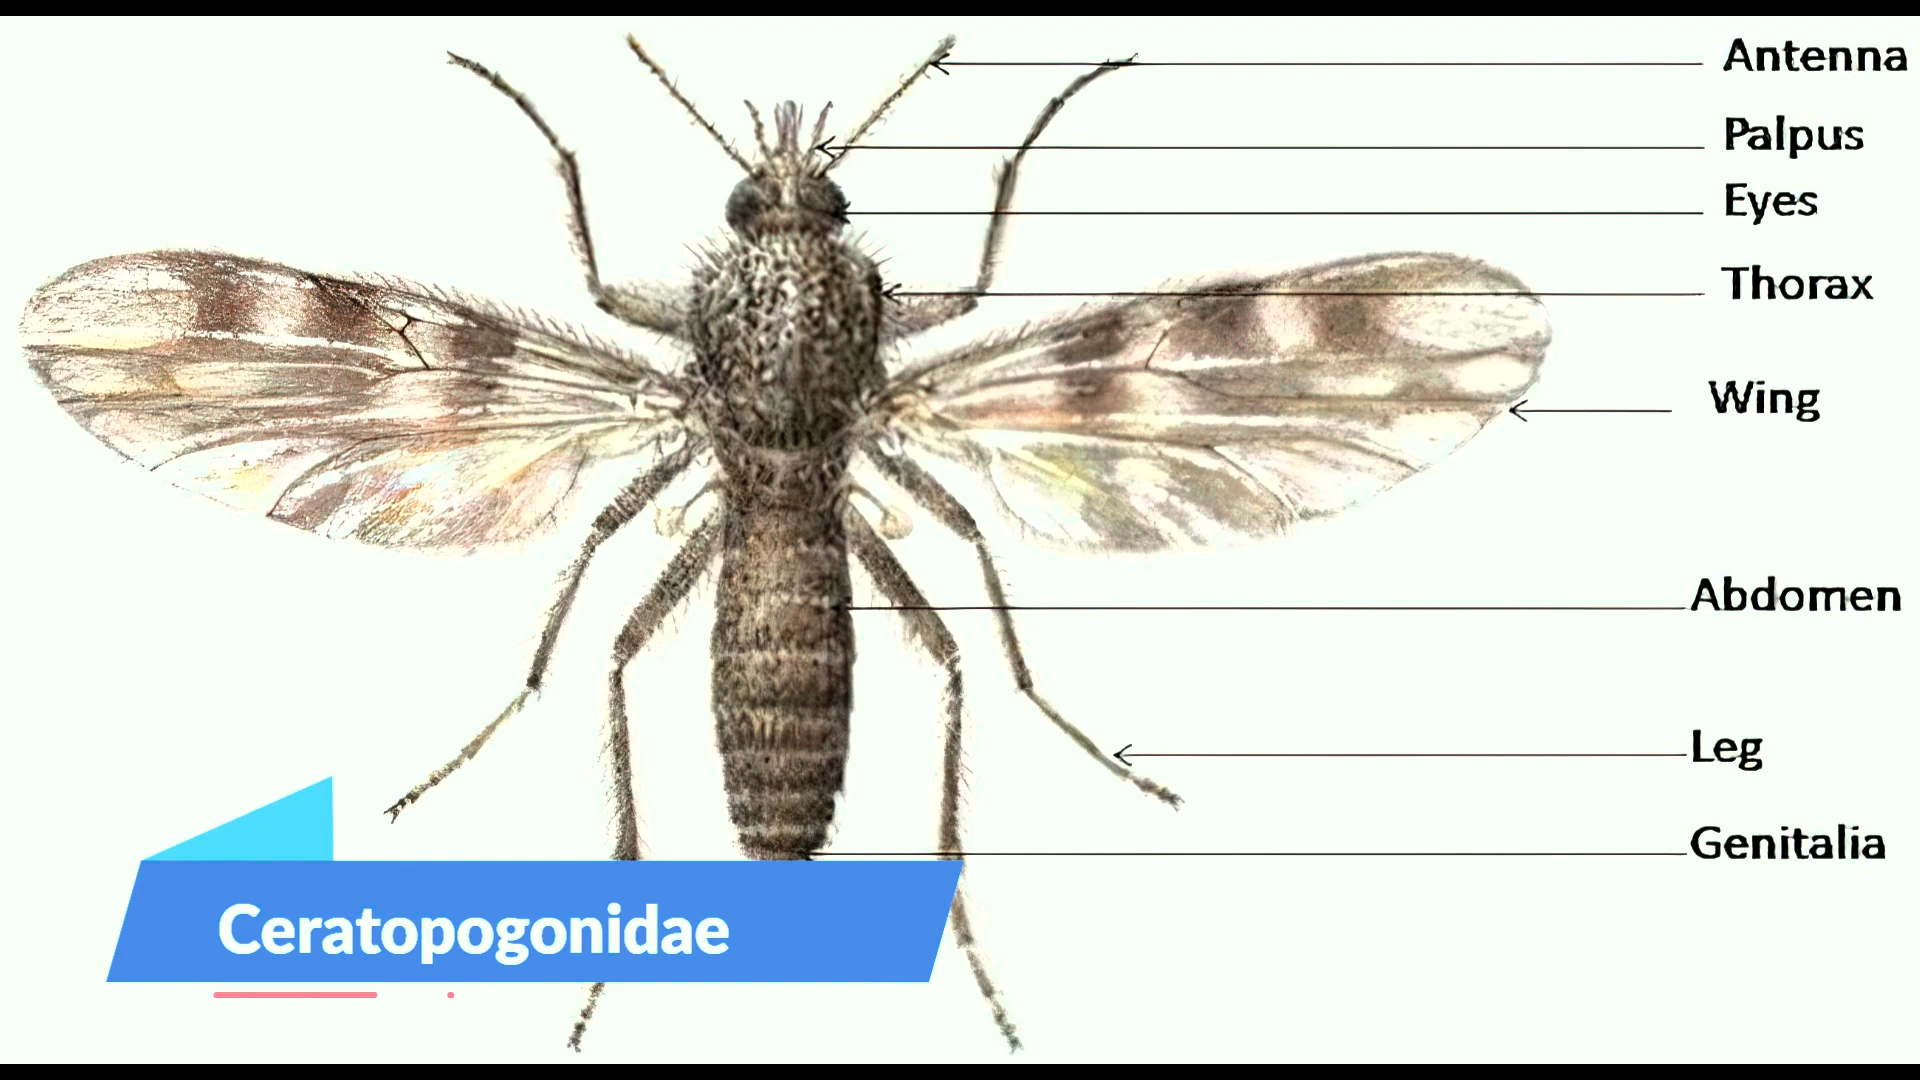 Antenna
Palpus
Eyes
Thorax
Wing
Abdomen
Leg
Genitalia
Ceratopogonidae